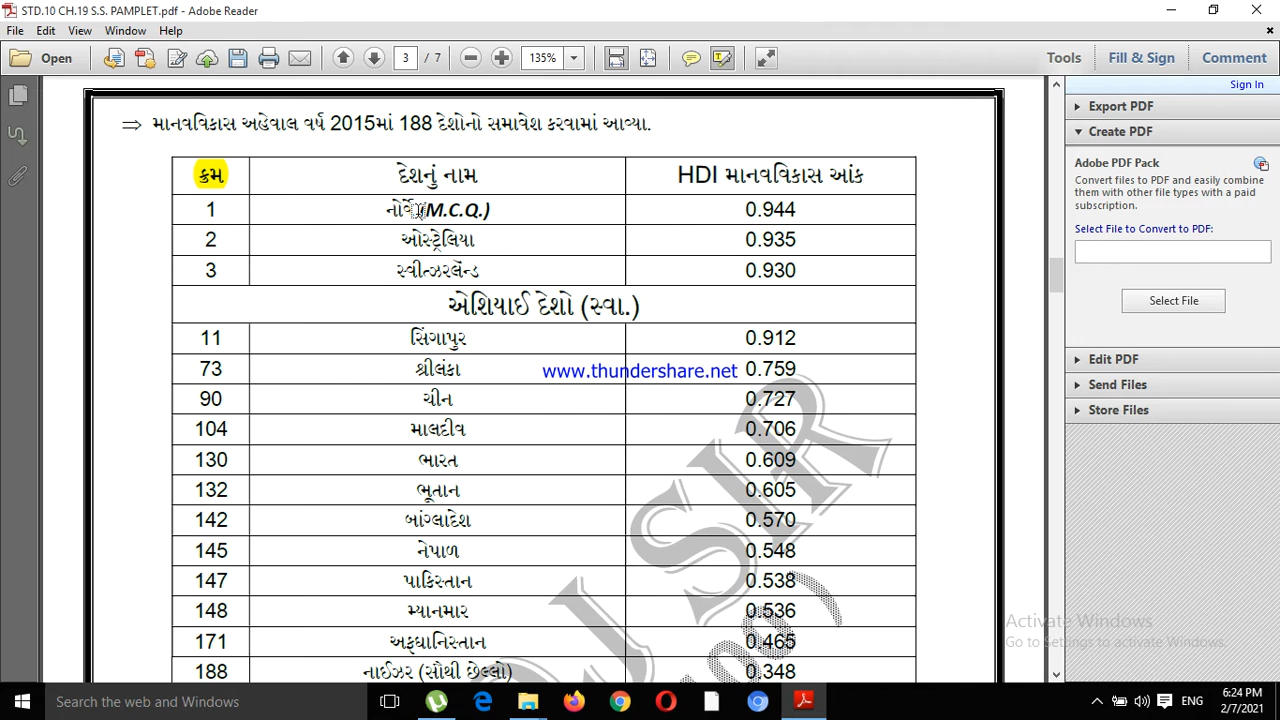 STD.10 CH.19 S.S. PAMPLET.pdf - Adobe Reader
File Edit View Window Help
Open 3 / 7 135% Tools Fill & Sign Comment
Sign In
⇒ માનવવિકાસ અહેવાલ વર્ષ 2015માં 188 દેશોનો સમાવેશ કરવામાં આવ્યા.
ક્રમ દેશનું નામ HDI માનવવિકાસ આંક
1 નોર્વે (M.C.Q.) 0.944
2 ઓસ્ટ્રેલિયા 0.935
3 સ્વીત્ઝરલૅન્ડ 0.930
એશિયાઈ દેશો (સ્વા.)
11 સિંગાપુર 0.912
73 શ્રીલંકા 0.759
www.thundershare.net
90 ચીન 0.727
104 માલદીવ 0.706
130 ભારત 0.609
132 ભૂતાન 0.605
142 બાંગ્લાદેશ 0.570
145 નેપાળ 0.548
147 પાકિસ્તાન 0.538
148 મ્યાનમાર 0.536
171 અફઘાનિસ્તાન 0.465
188 નાઈઝર (સૌથી છેલ્લો) 0.348
SIR
Export PDF
Create PDF
Adobe PDF Pack
Convert files to PDF and easily combine
them with other file types with a paid
subscription.
Select File to Convert to PDF:
Select File
Edit PDF
Send Files
Store Files
Activate Windows
Go to Settings to activate Windows.
Search the web and Windows
ENG
6:24 PM
2/7/2021